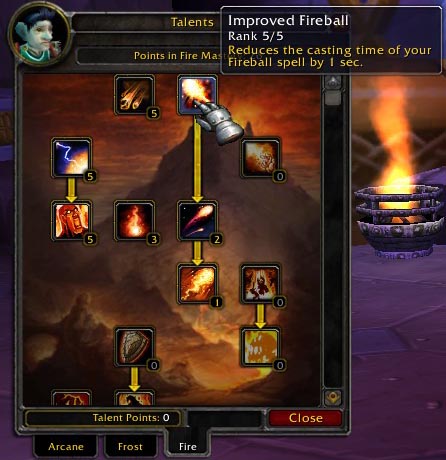 Talents
Improved Fireball
Rank 5/5
Reduces the casting time of your
Fireball spell by 1 sec.
Points in Fire
5
5
0
5
3
2
1
0
0
0
Talent Points: 0
Close
Arcane
Frost
Fire